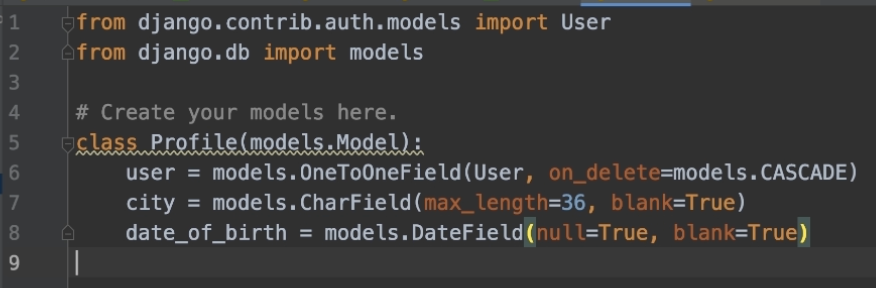 1 from django.contrib.auth.models import User
2 from django.db import models
3
4 # Create your models here.
5 class Profile(models.Model):
6     user = models.OneToOneField(User, on_delete=models.CASCADE)
7     city = models.CharField(max_length=36, blank=True)
8     date_of_birth = models.DateField(null=True, blank=True)
9